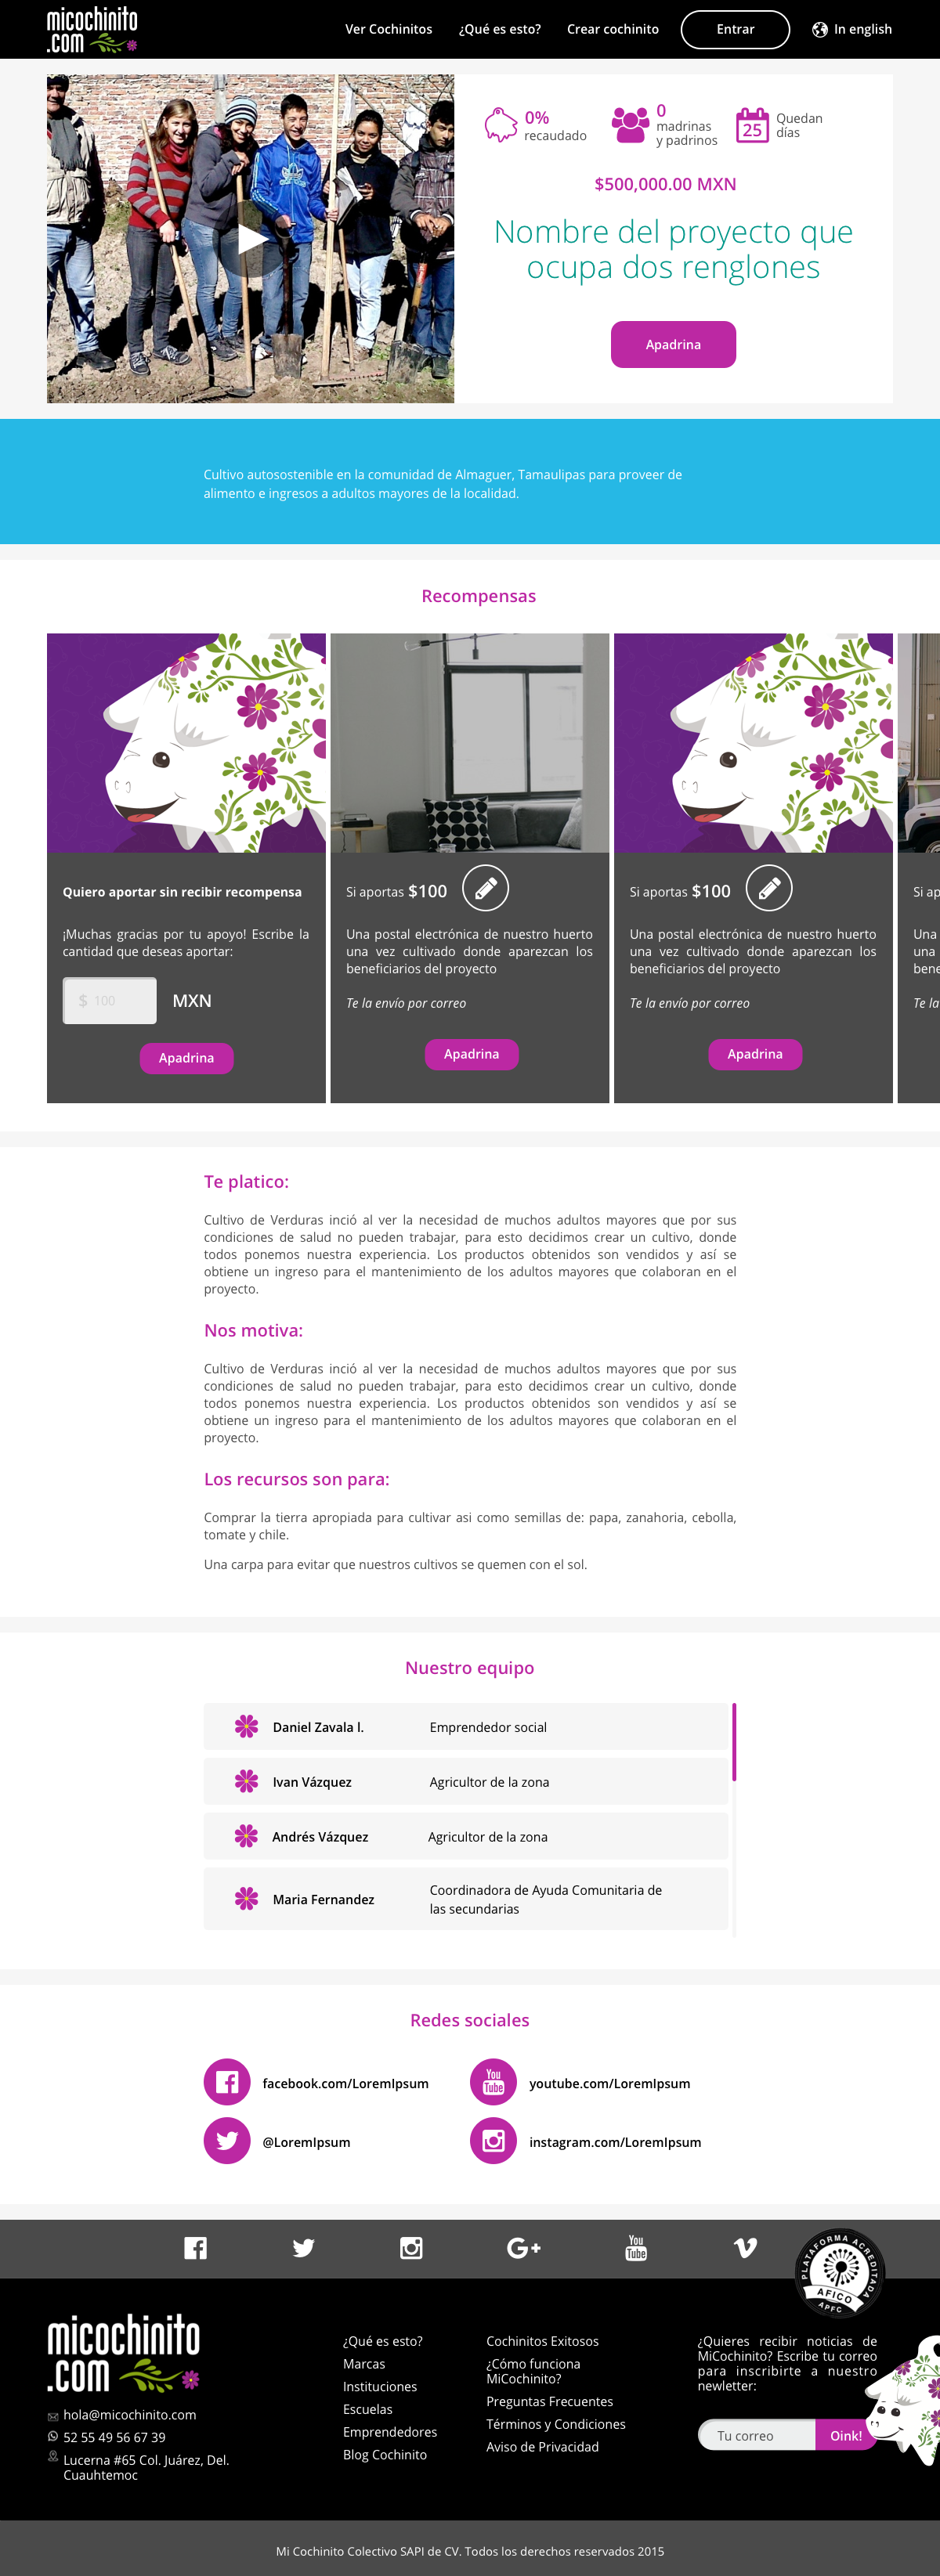 micochinito
.com
Ver Cochinitos
¿Qué es esto?
Crear cochinito
Entrar
In english
0%
recaudado
0
madrinas
y padrinos
25
Quedan
días
$500,000.00 MXN
Nombre del proyecto que
ocupa dos renglones
Apadrina
Cultivo autosostenible en la comunidad de Almaguer, Tamaulipas para proveer de
alimento e ingresos a adultos mayores de la localidad.
Recompensas
Quiero aportar sin recibir recompensa
¡Muchas gracias por tu apoyo! Escribe la
cantidad que deseas aportar:
$ 100
MXN
Apadrina
Si aportas $100
Una postal electrónica de nuestro huerto
una vez cultivado donde aparezcan los
beneficiarios del proyecto
Te la envío por correo
Apadrina
Si aportas $100
Una postal electrónica de nuestro huerto
una vez cultivado donde aparezcan los
beneficiarios del proyecto
Te la envío por correo
Apadrina
Si ap
Una
una
bene
Te la
Te platico:
Cultivo de Verduras inció al ver la necesidad de muchos adultos mayores que por sus
condiciones de salud no pueden trabajar, para esto decidimos crear un cultivo, donde
todos ponemos nuestra experiencia. Los productos obtenidos son vendidos y así se
obtiene un ingreso para el mantenimiento de los adultos mayores que colaboran en el
proyecto.
Nos motiva:
Cultivo de Verduras inció al ver la necesidad de muchos adultos mayores que por sus
condiciones de salud no pueden trabajar, para esto decidimos crear un cultivo, donde
todos ponemos nuestra experiencia. Los productos obtenidos son vendidos y así se
obtiene un ingreso para el mantenimiento de los adultos mayores que colaboran en el
proyecto.
Los recursos son para:
Comprar la tierra apropiada para cultivar asi como semillas de: papa, zanahoria, cebolla,
tomate y chile.
Una carpa para evitar que nuestros cultivos se quemen con el sol.
Nuestro equipo
Daniel Zavala l.
Emprendedor social
Ivan Vázquez
Agricultor de la zona
Andrés Vázquez
Agricultor de la zona
Maria Fernandez
Coordinadora de Ayuda Comunitaria de
las secundarias
Redes sociales
facebook.com/LoremIpsum
You
Tube
youtube.com/LoremIpsum
@LoremIpsum
instagram.com/LoremIpsum
G+
You
Tube
PLATAFORMA ACREDITADA
AFICO
APFC
micochinito
.com
hola@micochinito.com
52 55 49 56 67 39
Lucerna #65 Col. Juárez, Del.
Cuauhtemoc
¿Qué es esto?
Marcas
Instituciones
Escuelas
Emprendedores
Blog Cochinito
Cochinitos Exitosos
¿Cómo funciona
MiCochinito?
Preguntas Frecuentes
Términos y Condiciones
Aviso de Privacidad
¿Quieres recibir noticias de
MiCochinito? Escribe tu correo
para inscribirte a nuestro
newletter:
Tu correo
Oink!
Mi Cochinito Colectivo SAPI de CV. Todos los derechos reservados 2015